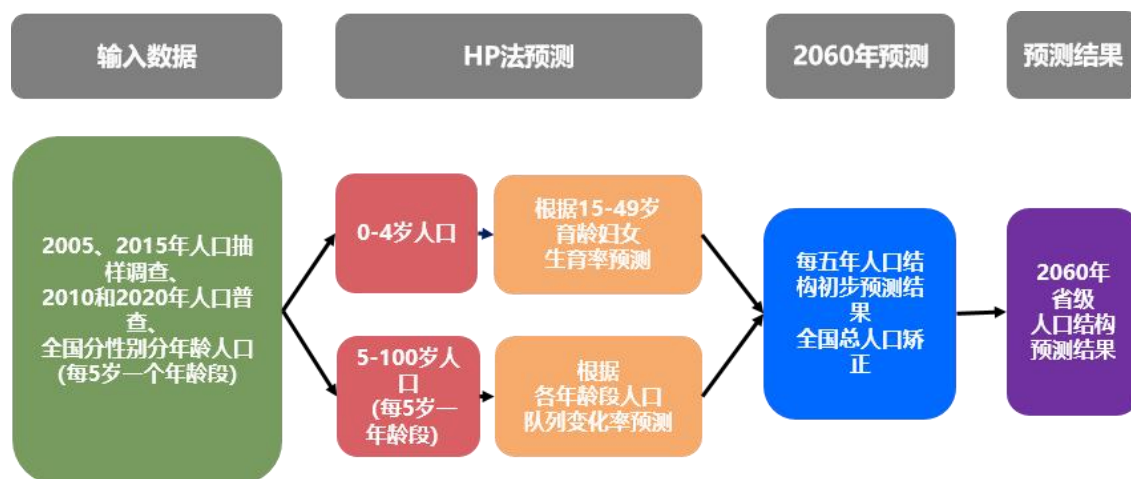 输入数据
HP法预测
2060年预测
预测结果
2005、2015年人口抽
样调查、
2010和2020年人口普
查、
全国分性别分年龄人口
(每5岁一个年龄段)
0-4岁人口
根据15-49岁
育龄妇女
生育率预测
5-100岁人
口
(每5岁一
年龄段)
根据
各年龄段人口
队列变化率预测
每五年人口结
构初步预测结
果
全国总人口矫
正
2060年
省级
人口结构
预测结果